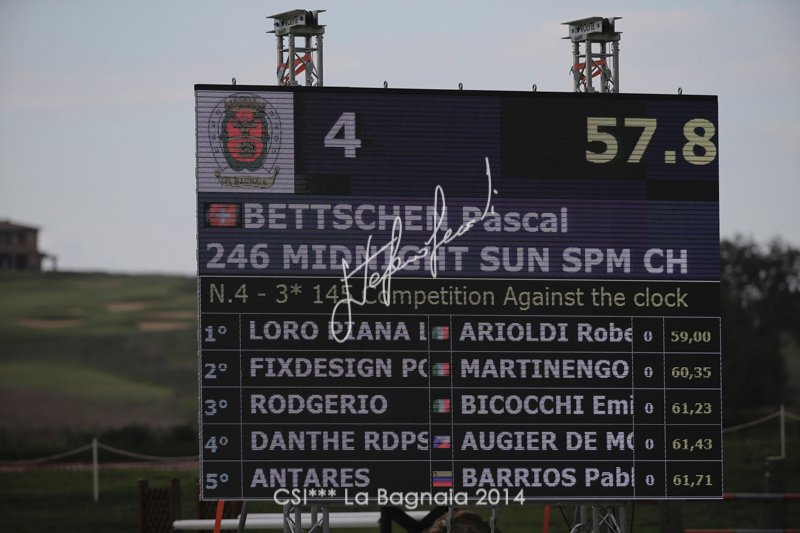 4 57.8
BETTSCHEN Pascal
246 MIDNIGHT SUN SPM CH
N.4 - 3* 145 Competition Against the clock
1° LORO PIANA L ARIOLDI Robe 0 59,00
2° FIXDESIGN PO MARTINENGO 0 60,35
3° RODGERIO BICOCCHI Emi 0 61,23
4° DANTHE RDPS AUGIER DE MO 0 61,43
5° ANTARES BARRIOS Pabl 0 61,71
LA BAGNAIA
CSI*** La Bagnaia 2014